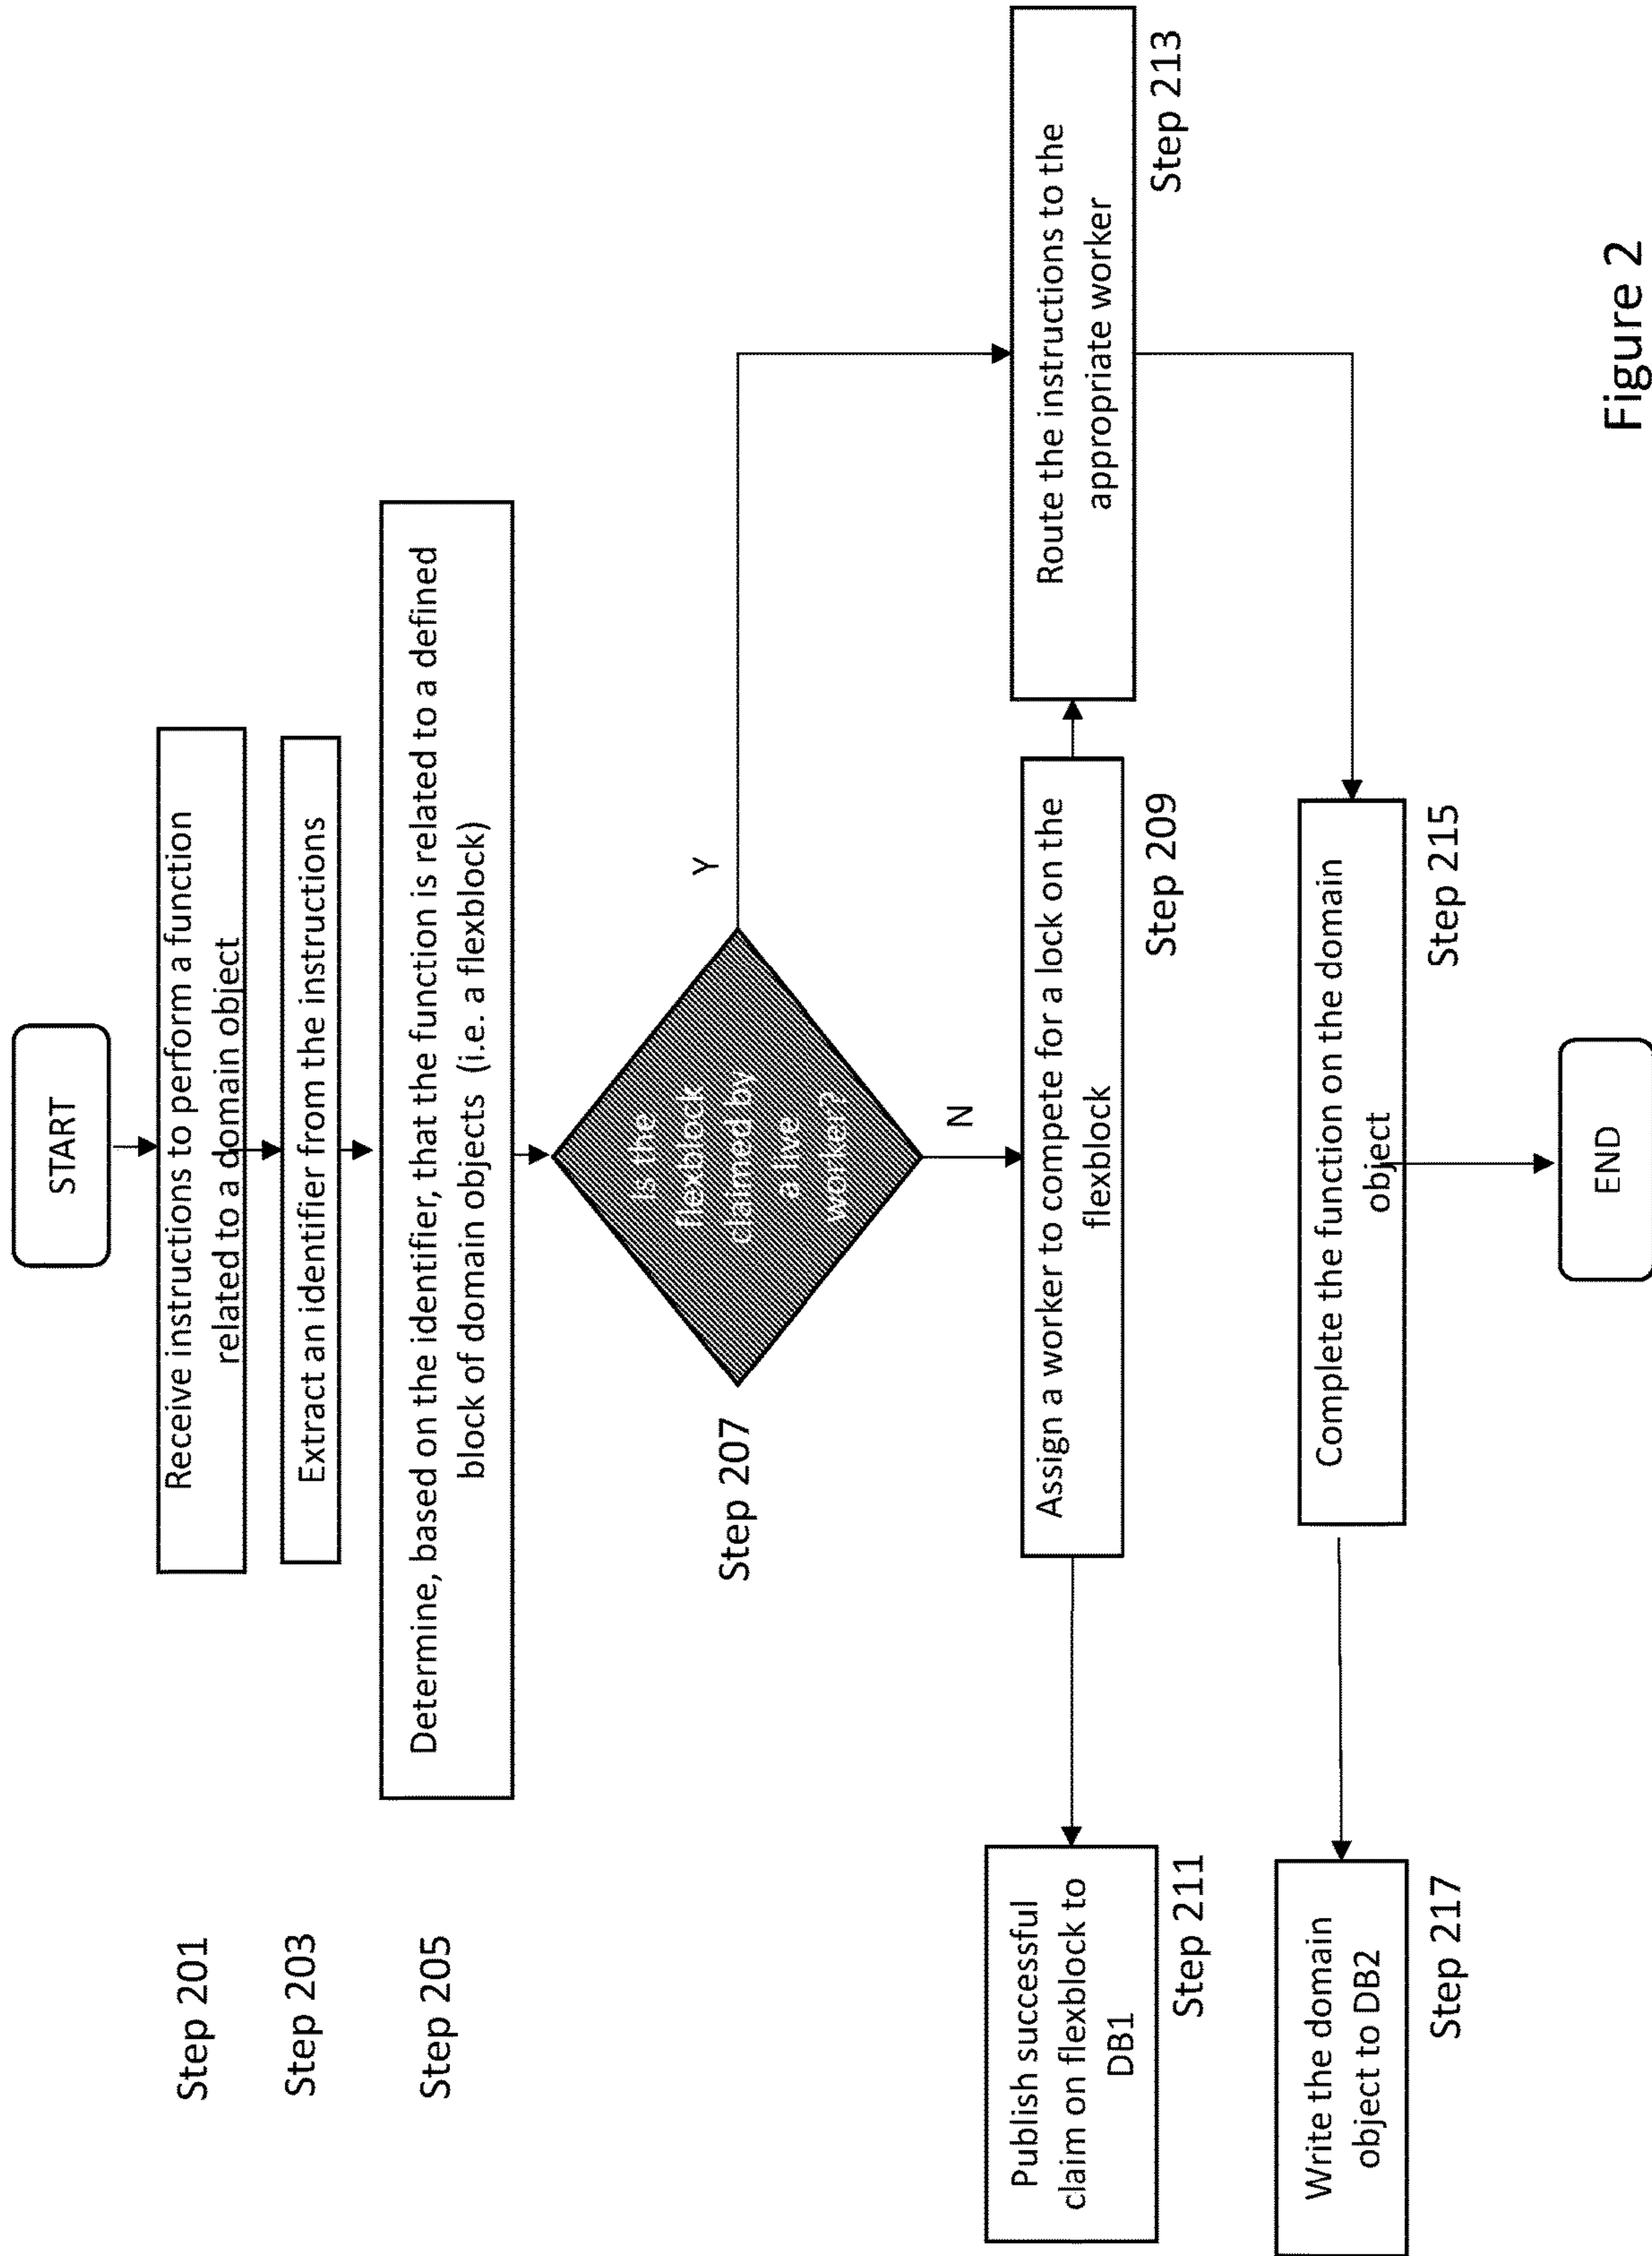 START
Step 201
Receive instructions to perform a function
related to a domain object
Step 203
Extract an identifier from the instructions
Step 205
Determine, based on the identifier, that the function is related to a defined
block of domain objects (i.e. a flexblock)
Step 207
Is the
flexblock
claimed by
a live
worker?
Y
N
Publish successful
claim on flexblock to
DB1
Step 211
Assign a worker to compete for a lock on the
flexblock
Step 209
Route the instructions to the
appropriate worker
Step 213
Write the domain
object to DB2
Step 217
Complete the function on the domain
object
Step 215
END
Figure 2